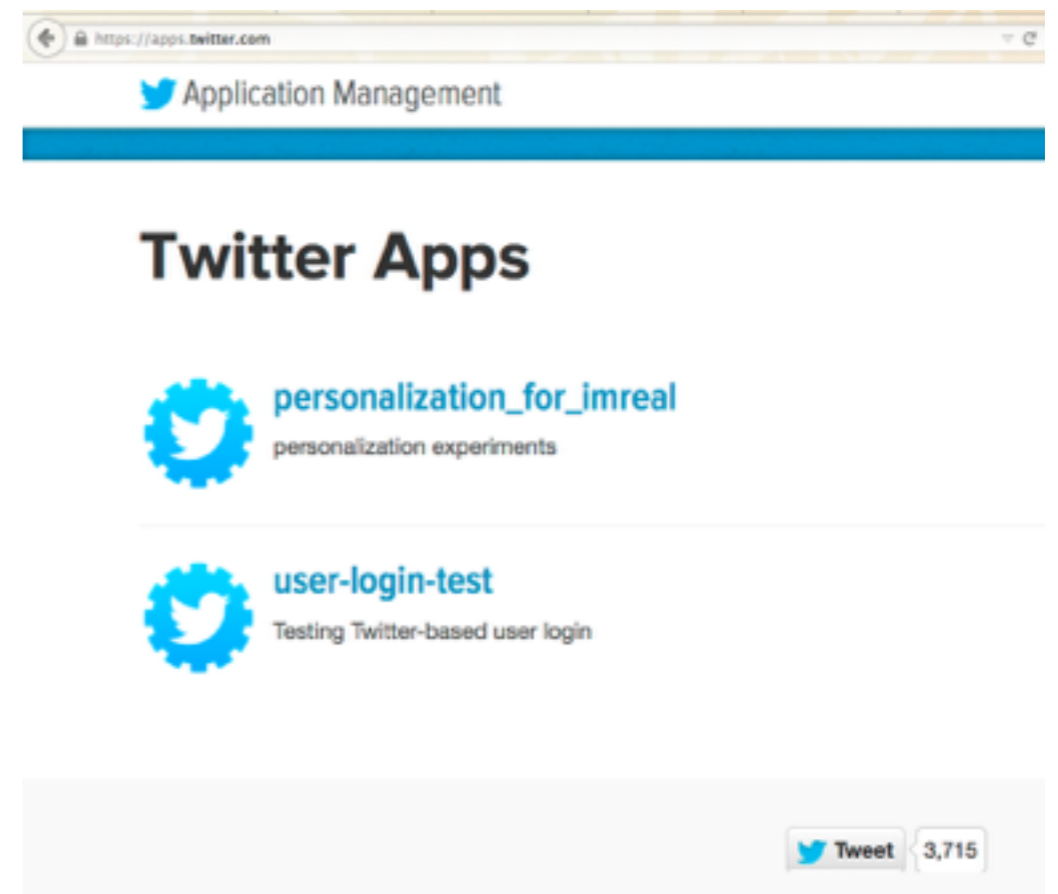 https://apps.twitter.com
Application Management
Twitter Apps
personalization_for_imreal
personalization experiments
user-login-test
Testing Twitter-based user login
Tweet 3,715